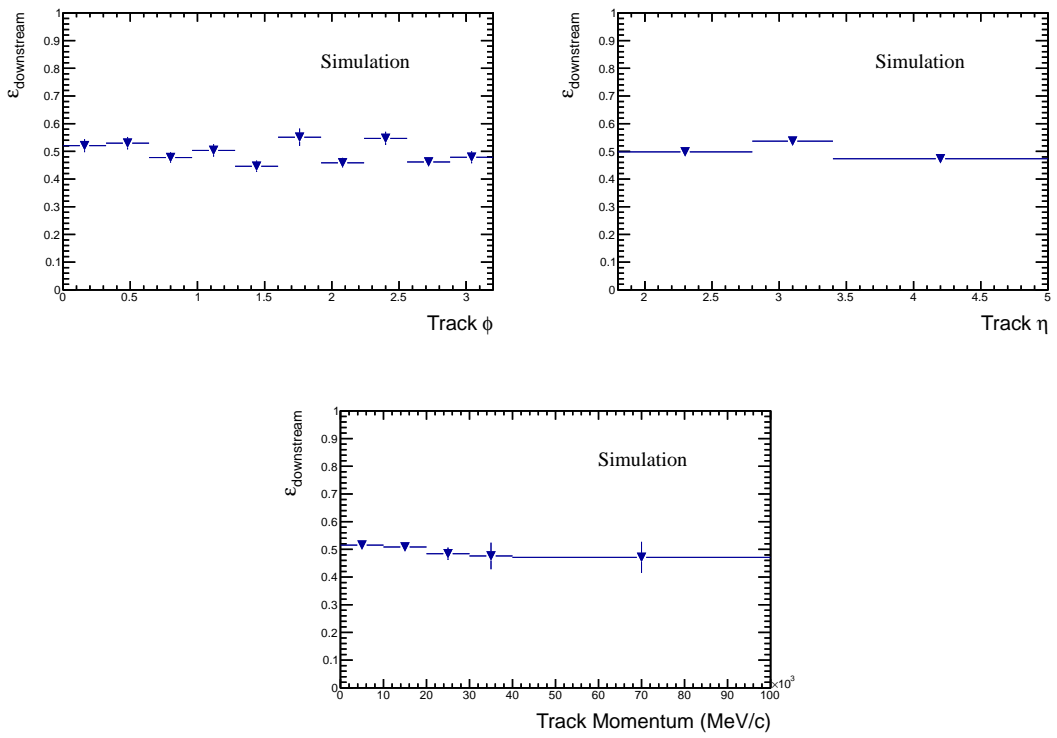 ε_downstream
1
0.9
0.8
0.7
0.6
0.5
0.4
0.3
0.2
0.1
0
Simulation
0 0.5 1 1.5 2 2.5 3
Track ϕ
ε_downstream
1
0.9
0.8
0.7
0.6
0.5
0.4
0.3
0.2
0.1
0
Simulation
2 2.5 3 3.5 4 4.5 5
Track η
ε_downstream
1
0.9
0.8
0.7
0.6
0.5
0.4
0.3
0.2
0.1
0
Simulation
0 10 20 30 40 50 60 70 80 90 100
×10³
Track Momentum (MeV/c)